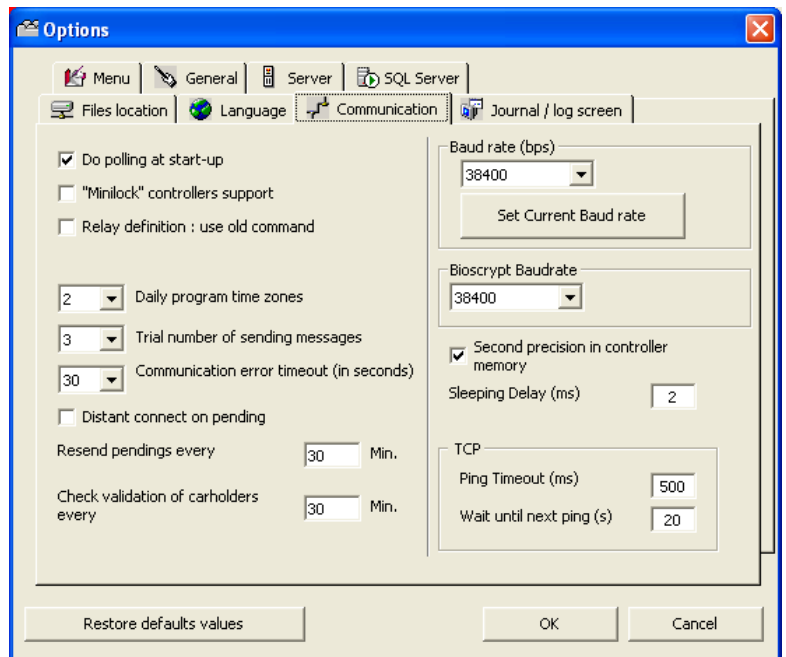 Options
Menu
General
Server
SQL Server
Files location
Language
Communication
Journal / log screen
Do polling at start-up
"Minilock" controllers support
Relay definition : use old command
2 Daily program time zones
3 Trial number of sending messages
30 Communication error timeout (in seconds)
Distant connect on pending
Resend pendings every 30 Min.
Check validation of carholders
every 30 Min.
Baud rate (bps)
38400
Set Current Baud rate
Bioscrypt Baudrate
38400
Second precision in controller
memory
Sleeping Delay (ms) 2
TCP
Ping Timeout (ms) 500
Wait until next ping (s) 20
Restore defaults values
OK
Cancel